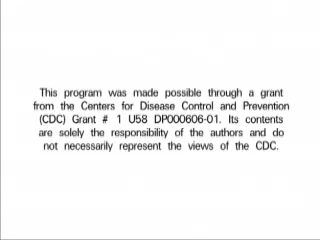 This program was made possible through a grant
from the Centers for Disease Control and Prevention
(CDC) Grant # 1 U58 DP000606-01. Its contents
are solely the responsibility of the authors and do
not necessarily represent the views of the CDC.